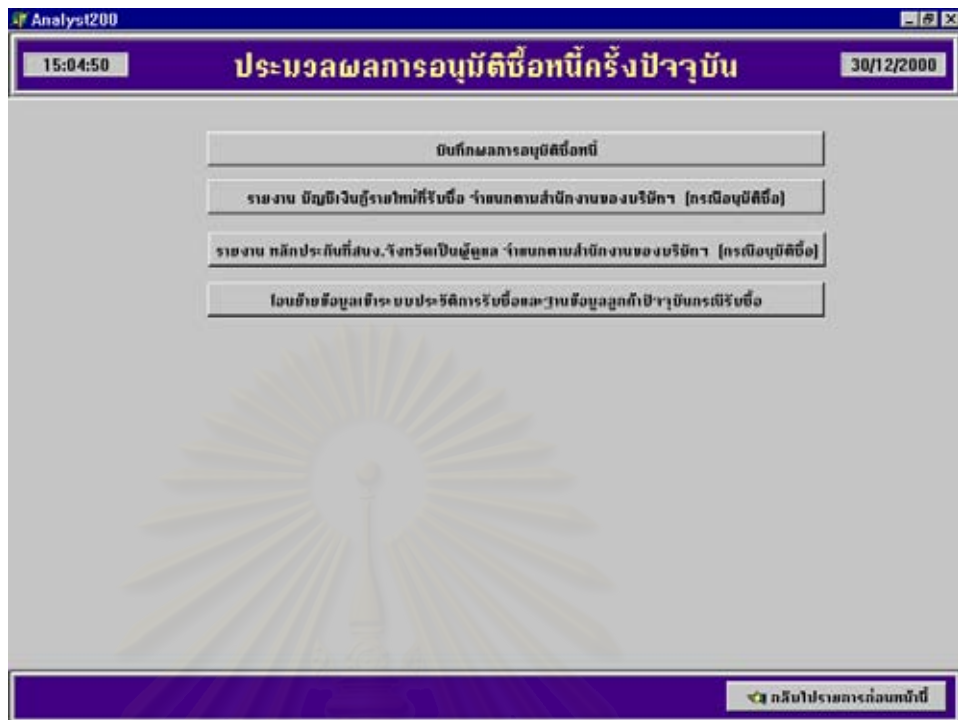 Analyst200
15:04:50
ประมวลผลการอนุมัติซื้อหนี้ครั้งปัจจุบัน
30/12/2000
บันทึกผลการอนุมัติซื้อหนี้
รายงาน บัญชีเงินกู้รายใหม่ที่รับซื้อ จำแนกตามสำนักงานของบริษัทฯ (กรณีอนุมัติซื้อ)
รายงาน หลักประกันที่สนง.จังหวัดเป็นผู้ดูแล จำแนกตามสำนักงานของบริษัทฯ (กรณีอนุมัติซื้อ)
โอนย้ายข้อมูลเข้าระบบประวัติการรับซื้อและฐานข้อมูลลูกค้าปัจจุบันกรณีรับซื้อ
กลับไปรายการก่อนหน้านี้